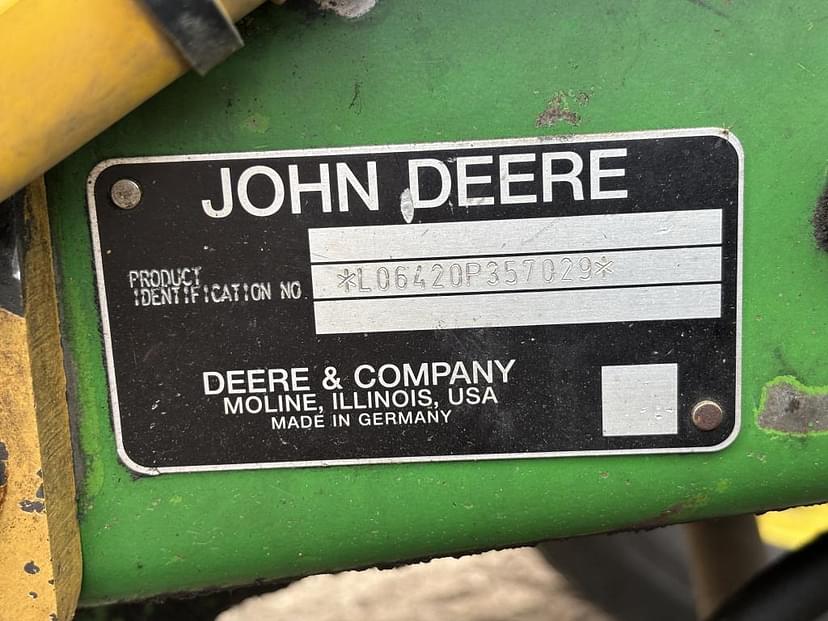 JOHN DEERE
PRODUCT
IDENTIFICATION NO
*L06420P357029*
DEERE & COMPANY
MOLINE, ILLINOIS, USA
MADE IN GERMANY